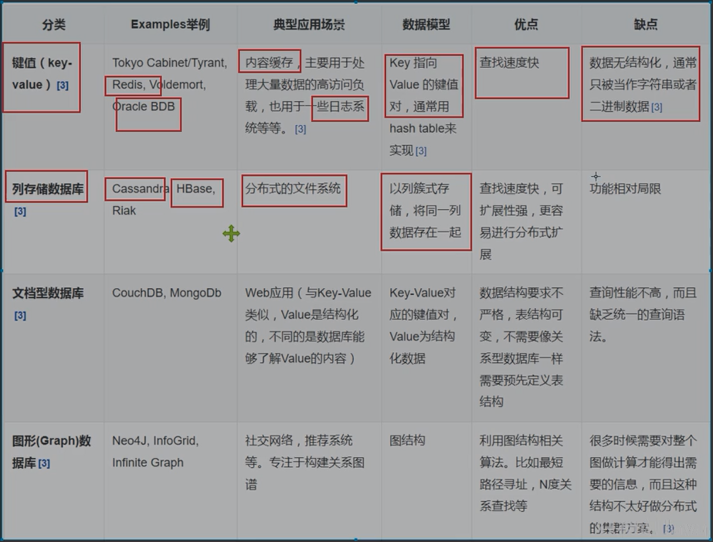 分类
Examples举例
典型应用场景
数据模型
优点
缺点
键值（key-
value）[3]
Tokyo Cabinet/Tyrant,
Redis, Voldemort,
Oracle BDB
内容缓存，主要用于处
理大量数据的高访问负
载，也用于一些日志系
统等等。[3]
Key 指向
Value 的键值
对，通常用
hash table来
实现[3]
查找速度快
数据无结构化，通常
只被当作字符串或者
二进制数据[3]
列存储数据库
[3]
Cassandra, HBase,
Riak
分布式的文件系统
以列簇式存
储，将同一列
数据存在一起
查找速度快，可
扩展性强，更容
易进行分布式扩
展
功能相对局限
文档型数据库
[3]
CouchDB, MongoDb
Web应用（与Key-Value
类似，Value是结构化
的，不同的是数据库能
够了解Value的内容）
Key-Value对
应的键值对，
Value为结构
化数据
数据结构要求不
严格，表结构可
变，不需要像关
系型数据库一样
需要预先定义表
结构
查询性能不高，而且
缺乏统一的查询语
法。
图形(Graph)数
据库[3]
Neo4J, InfoGrid,
Infinite Graph
社交网络，推荐系统
等。专注于构建关系图
谱
图结构
利用图结构相关
算法。比如最短
路径寻址，N度关
系查找等
很多时候需要对整个
图做计算才能得出需
要的信息，而且这种
结构不太好做分布式
的集群方案。[3]